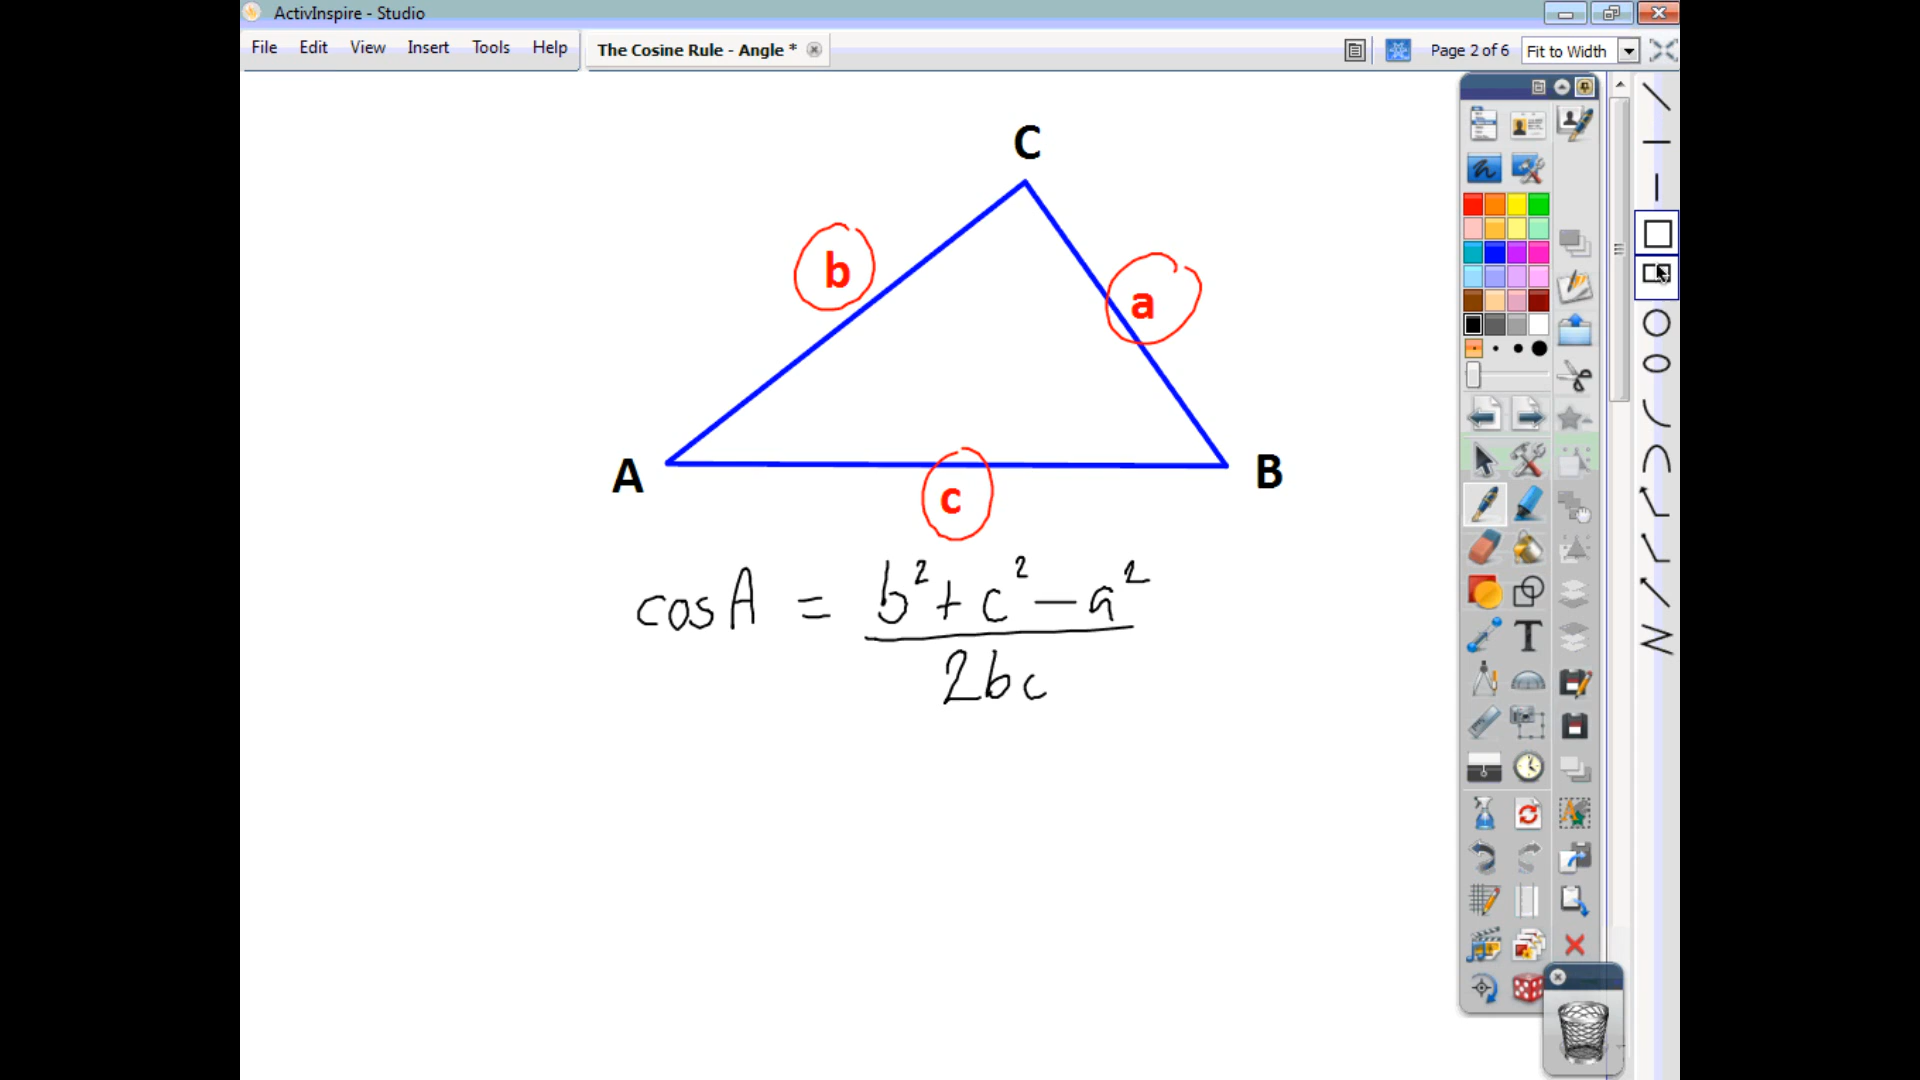 ActivInspire - Studio
File Edit View Insert Tools Help
The Cosine Rule - Angle *
Page 2 of 6
Fit to Width
C
b
a
A
B
c
cosA = b² + c² − a²
2bc